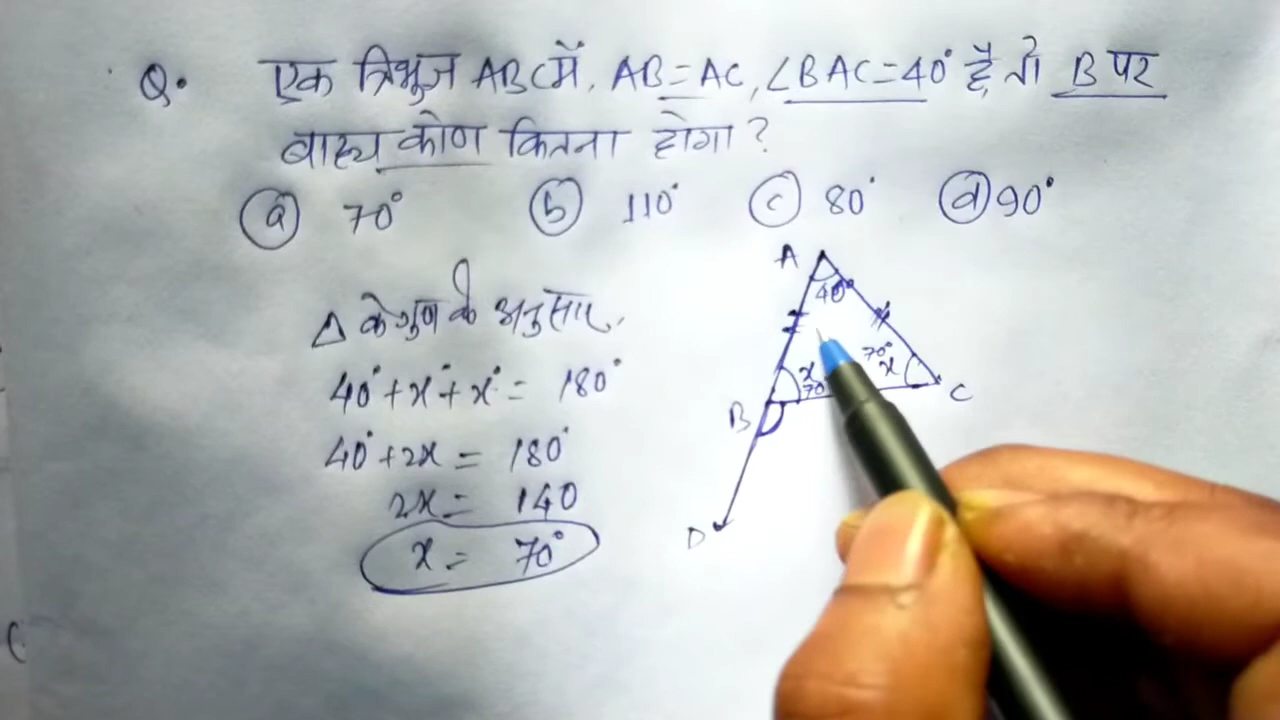 Q. एक त्रिभुज ABC में, AB=AC, ∠BAC=40° है, तो B पर
बाह्य कोण कितना होगा ?
(a) 70° (b) 110° (c) 80° (d) 90°
Δ के गुण के अनुसार,
40°+x°+x°= 180°
40°+2x = 180°
2x = 140
x = 70°
A
40°
70°
x
x
70
B
C
D